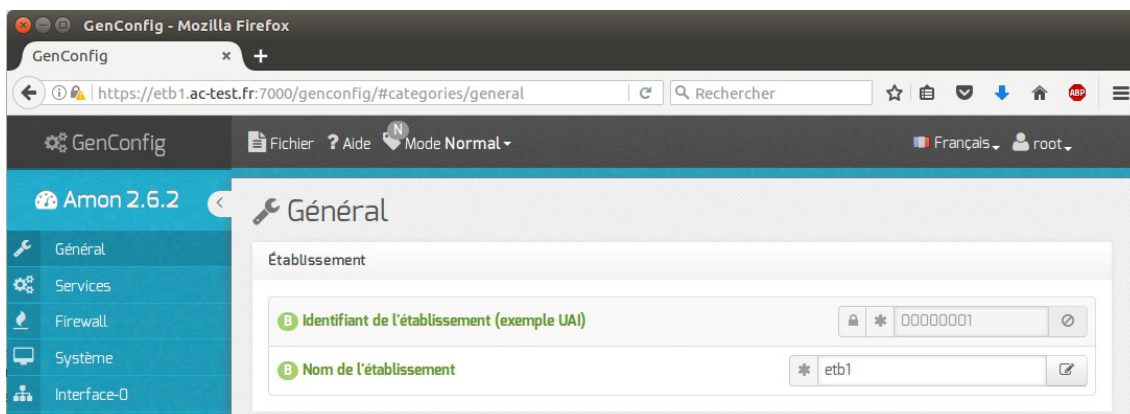 GenConfig - Mozilla Firefox
GenConfig × +
https://etb1.ac-test.fr:7000/genconfig/#categories/general Rechercher ABP
GenConfig Fichier ? Aide N Mode Normal Français root
Amon 2.6.2
Général
Général
Établissement
Services
B Identifiant de l'établissement (exemple UAI) 00000001
Firewall
Système
B Nom de l'établissement etb1
Interface-0